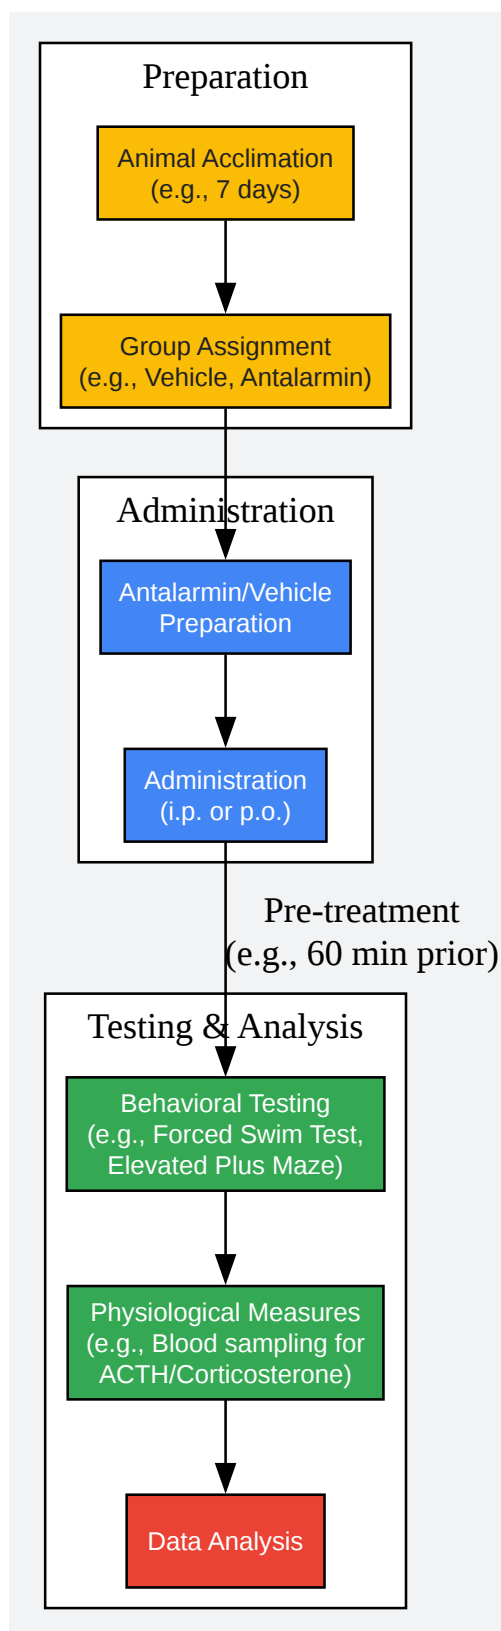 Preparation
Animal Acclimation
(e.g., 7 days)
Group Assignment
(e.g., Vehicle, Antalarmin)
Administration
Antalarmin/Vehicle
Preparation
Administration
(i.p. or p.o.)
Pre-treatment
(e.g., 60 min prior)
Testing & Analysis
Behavioral Testing
(e.g., Forced Swim Test,
Elevated Plus Maze)
Physiological Measures
(e.g., Blood sampling for
ACTH/Corticosterone)
Data Analysis